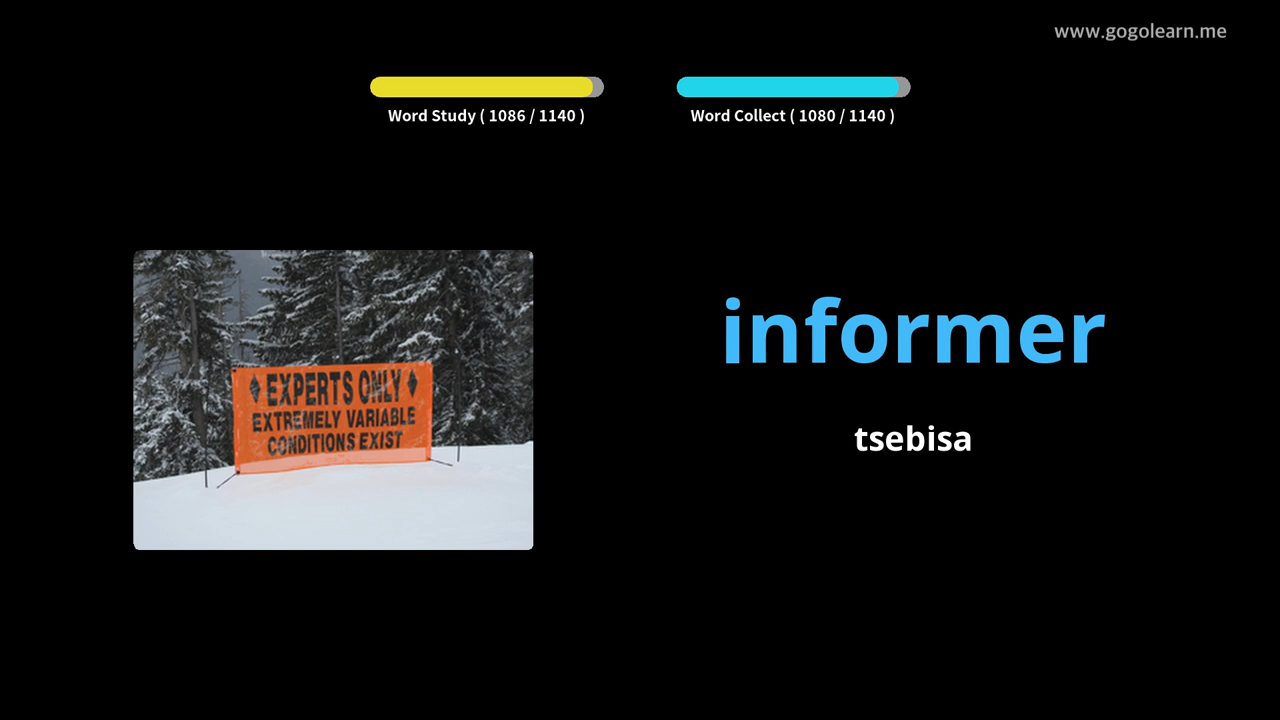 www.gogolearn.me
Word Study ( 1086 / 1140 )
Word Collect ( 1080 / 1140 )
EXPERTS ONLY
EXTREMELY VARIABLE
CONDITIONS EXIST
informer
tsebisa